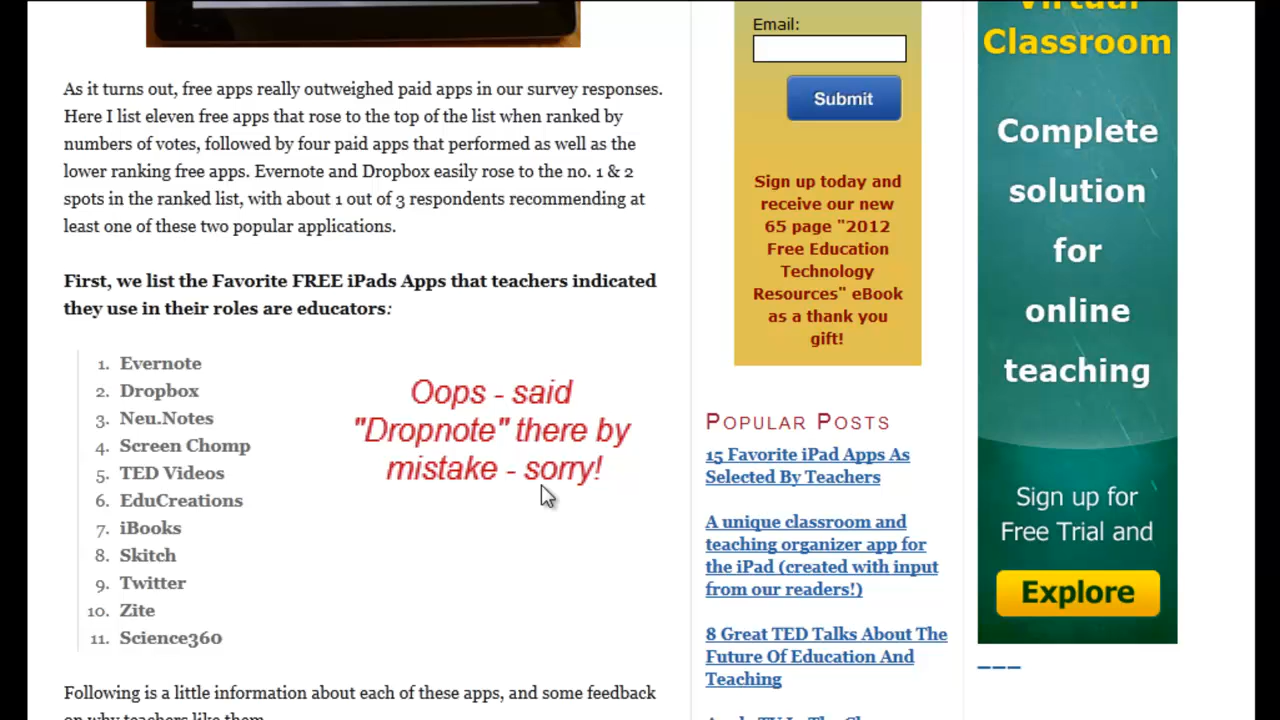 As it turns out, free apps really outweighed paid apps in our survey responses.
Here I list eleven free apps that rose to the top of the list when ranked by
numbers of votes, followed by four paid apps that performed as well as the
lower ranking free apps. Evernote and Dropbox easily rose to the no. 1 & 2
spots in the ranked list, with about 1 out of 3 respondents recommending at
least one of these two popular applications.
First, we list the Favorite FREE iPads Apps that teachers indicated
they use in their roles are educators:
1. Evernote
2. Dropbox
3. Neu.Notes
4. Screen Chomp
5. TED Videos
6. EduCreations
7. iBooks
8. Skitch
9. Twitter
10. Zite
11. Science360
Oops - said
"Dropnote" there by
mistake - sorry!
Following is a little information about each of these apps, and some feedback
on why teachers like them
Email:
Submit
Sign up today and
receive our new
65 page "2012
Free Education
Technology
Resources" eBook
as a thank you
gift!
Popular Posts
15 Favorite iPad Apps As
Selected By Teachers
A unique classroom and
teaching organizer app for
the iPad (created with input
from our readers!)
8 Great TED Talks About The
Future Of Education And
Teaching
Virtual
Classroom
Complete
solution
for
online
teaching
Sign up for
Free Trial and
Explore